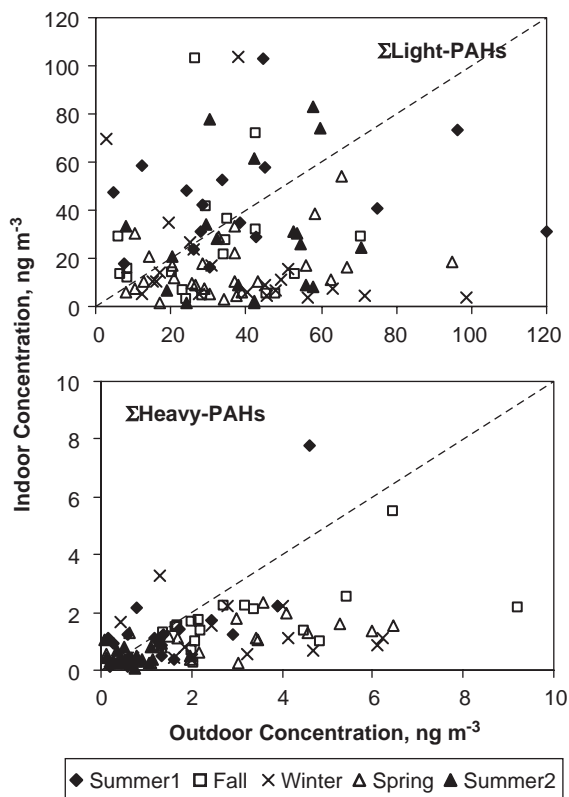 Indoor Concentration, ng m-3
120
100
80
60
40
20
0
ΣLight-PAHs
0 20 40 60 80 100 120
10
8
6
4
2
0
ΣHeavy-PAHs
0 2 4 6 8 10
Outdoor Concentration, ng m-3
Summer1 Fall Winter Spring Summer2